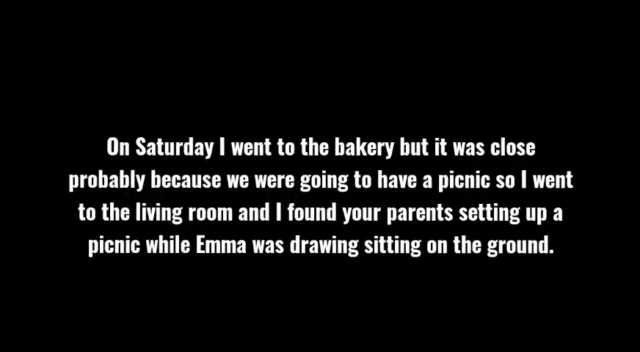 On Saturday I went to the bakery but it was close
probably because we were going to have a picnic so I went
to the living room and I found your parents setting up a
picnic while Emma was drawing sitting on the ground.